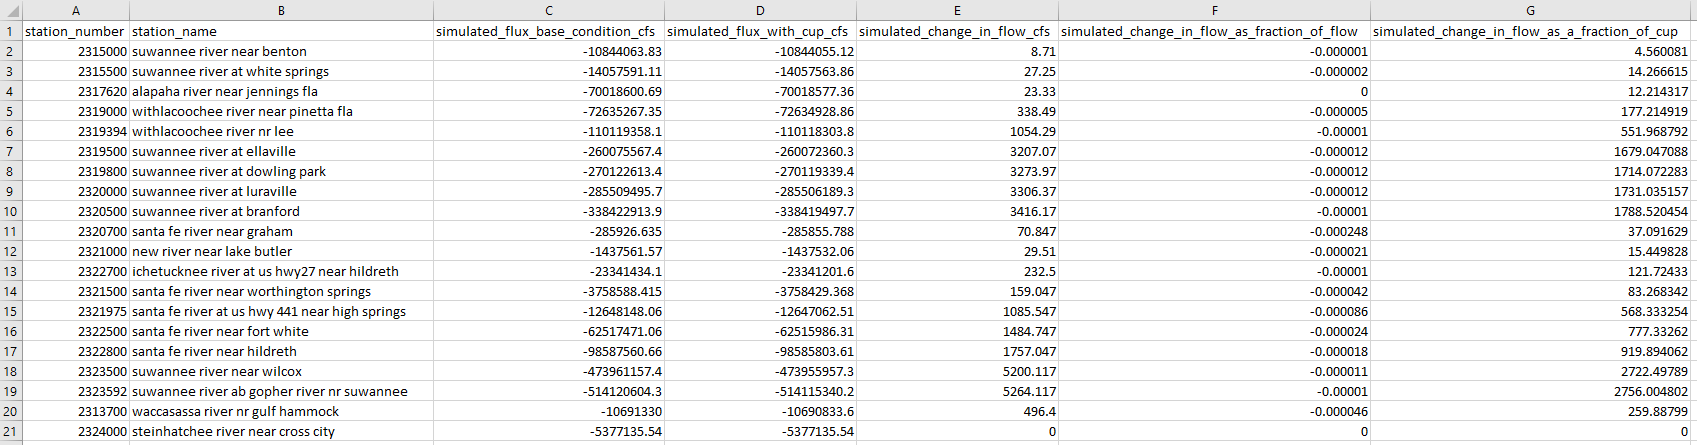 A B C D E F G
1 station_number station_name simulated_flux_base_condition_cfs simulated_flux_with_cup_cfs simulated_change_in_flow_cfs simulated_change_in_flow_as_fraction_of_flow simulated_change_in_flow_as_a_fraction_of_cup
2 2315000 suwannee river near benton -10844063.83 -10844055.12 8.71 -0.000001 4.560081
3 2315500 suwannee river at white springs -14057591.11 -14057563.86 27.25 -0.000002 14.266615
4 2317620 alapaha river near jennings fla -70018600.69 -70018577.36 23.33 0 12.214317
5 2319000 withlacoochee river near pinetta fla -72635267.35 -72634928.86 338.49 -0.000005 177.214919
6 2319394 withlacoochee river nr lee -110119358.1 -110118303.8 1054.29 -0.00001 551.968792
7 2319500 suwannee river at ellaville -260075567.4 -260072360.3 3207.07 -0.000012 1679.047088
8 2319800 suwannee river at dowling park -270122613.4 -270119339.4 3273.97 -0.000012 1714.072283
9 2320000 suwannee river at luraville -285509495.7 -285506189.3 3306.37 -0.000012 1731.035157
10 2320500 suwannee river at branford -338422913.9 -338419497.7 3416.17 -0.00001 1788.520454
11 2320700 santa fe river near graham -285926.635 -285855.788 70.847 -0.000248 37.091629
12 2321000 new river near lake butler -1437561.57 -1437532.06 29.51 -0.000021 15.449828
13 2322700 ichetucknee river at us hwy27 near hildreth -23341434.1 -23341201.6 232.5 -0.00001 121.72433
14 2321500 santa fe river near worthington springs -3758588.415 -3758429.368 159.047 -0.000042 83.268342
15 2321975 santa fe river at us hwy 441 near high springs -12648148.06 -12647062.51 1085.547 -0.000086 568.333254
16 2322500 santa fe river near fort white -62517471.06 -62515986.31 1484.747 -0.000024 777.33262
17 2322800 santa fe river near hildreth -98587560.66 -98585803.61 1757.047 -0.000018 919.894062
18 2323500 suwannee river near wilcox -473961157.4 -473955957.3 5200.117 -0.000011 2722.49789
19 2323592 suwannee river ab gopher river nr suwannee -514120604.3 -514115340.2 5264.117 -0.00001 2756.004802
20 2313700 waccasassa river nr gulf hammock -10691330 -10690833.6 496.4 -0.000046 259.88799
21 2324000 steinhatchee river near cross city -5377135.54 -5377135.54 0 0 0